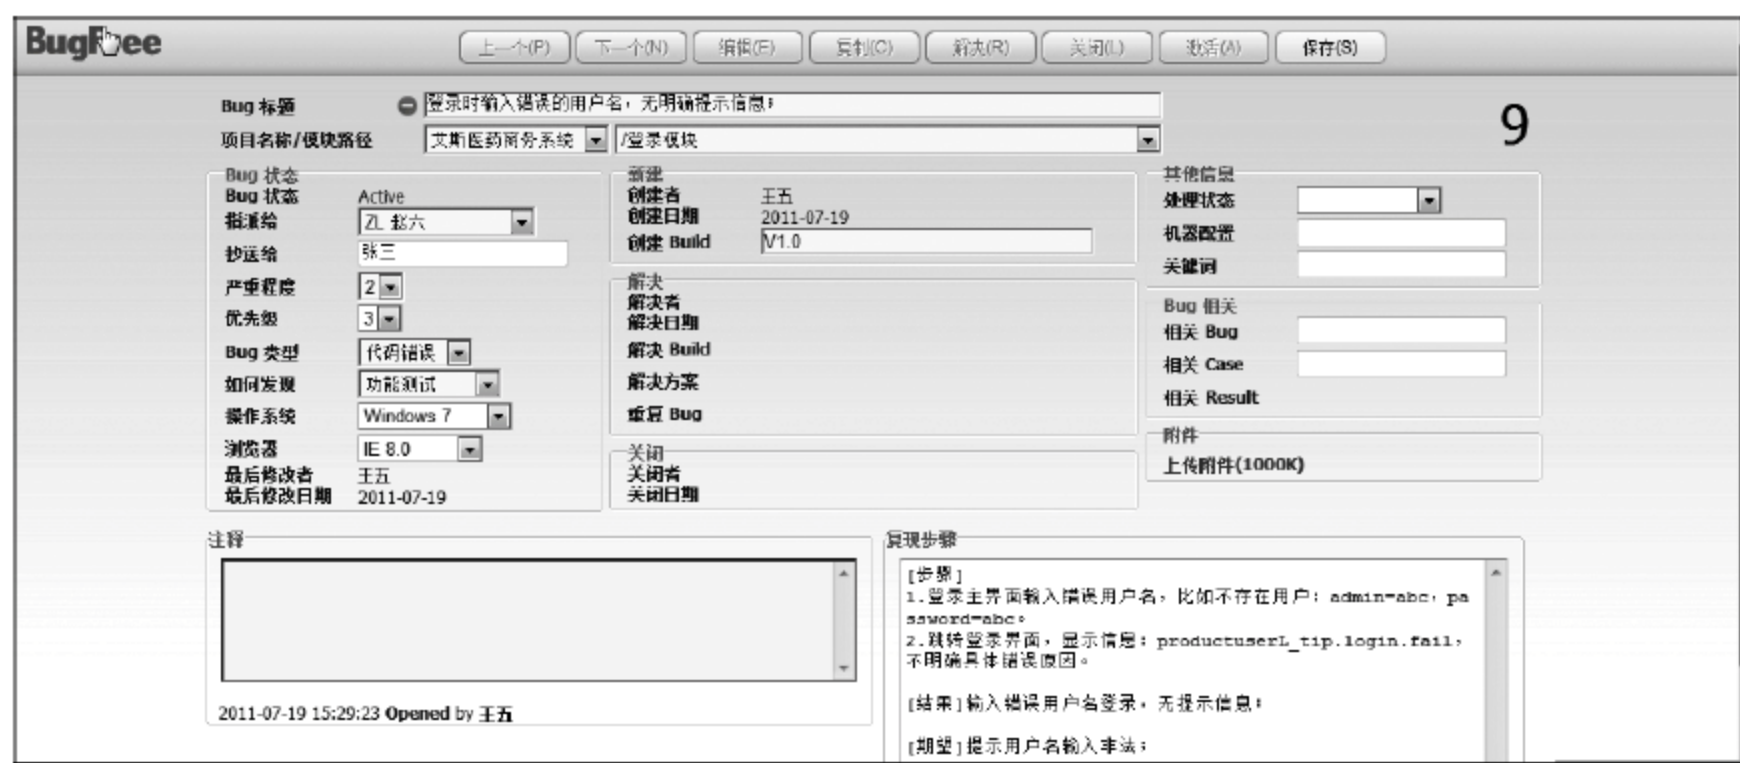 BugFree
上一个(P) 下一个(N) 编辑(E) 复制(C) 解决(R) 关闭(L) 激活(A) 保存(S)
Bug 标题 登录时输入错误的用户名，无明确提示信息；
9
项目名称/模块路径 艾斯医药商务系统 /登录模块
Bug 状态
Bug 状态 Active
指派给 ZL 赵六
抄送给 张三
严重程度 2
优先级 3
Bug 类型 代码错误
如何发现 功能测试
操作系统 Windows 7
浏览器 IE 8.0
最后修改者 王五
最后修改日期 2011-07-19
新建
创建者 王五
创建日期 2011-07-19
创建 Build V1.0
解决
解决者
解决日期
解决 Build
解决方案
重复 Bug
关闭
关闭者
关闭日期
其他信息
处理状态
机器配置
关键词
Bug 相关
相关 Bug
相关 Case
相关 Result
附件
上传附件(1000K)
注释
2011-07-19 15:29:23 Opened by 王五
复现步骤
[步骤]
1.登录主界面输入错误用户名，比如不存在用户：admin=abc，pa
ssword=abc。
2.跳转登录界面，显示信息：productuserL_tip.login.fail，
不明确具体错误原因。
[结果]输入错误用户名登录，无提示信息；
[期望]提示用户名输入非法；